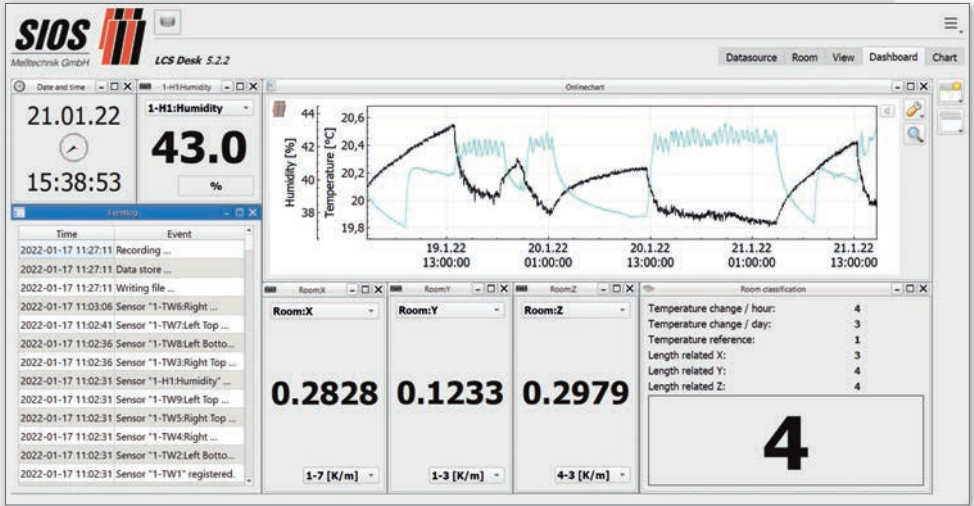 SIOS
Meßtechnik GmbH
LCS Desk 5.2.2
Datasource Room View Dashboard Chart
Date and time
21.01.22
15:38:53
1-H1:Humidity
1-H1:Humidity
43.0
%
Onlinechart
Humidity [%]
44
42
40
38
Temperature [°C]
20,6
20,4
20,2
20
19,8
19.1.22 20.1.22 20.1.22 21.1.22 21.1.22
13:00:00 01:00:00 13:00:00 01:00:00 13:00:00
Eventlog
Time Event
2022-01-17 11:27:11 Recording ...
2022-01-17 11:27:11 Data store ...
2022-01-17 11:27:11 Writing file ...
2022-01-17 11:03:06 Sensor "1-TW6:Right ...
2022-01-17 11:02:41 Sensor "1-TW7:Left Top ...
2022-01-17 11:02:36 Sensor "1-TW8:Left Botto...
2022-01-17 11:02:36 Sensor "1-TW3:Right Top ...
2022-01-17 11:02:31 Sensor "1-H1:Humidity" ...
2022-01-17 11:02:31 Sensor "1-TW9:Left Top ...
2022-01-17 11:02:31 Sensor "1-TW5:Right Top ...
2022-01-17 11:02:31 Sensor "1-TW4:Right ...
2022-01-17 11:02:31 Sensor "1-TW2:Left Botto...
2022-01-17 11:02:31 Sensor "1-TW1" registered.
Room:X
Room:X
0.2828
1-7 [K/m]
Room:Y
Room:Y
0.1233
1-3 [K/m]
Room:Z
Room:Z
0.2979
4-3 [K/m]
Room classification
Temperature change / hour: 4
Temperature change / day: 3
Temperature reference: 1
Length related X: 3
Length related Y: 4
Length related Z: 4
4